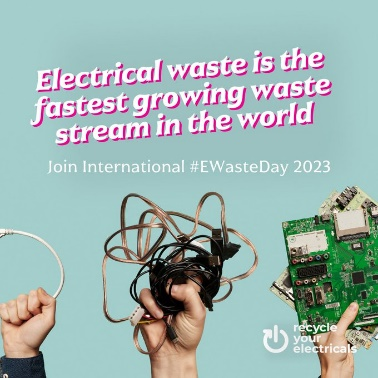 Electrical waste is the
fastest growing waste
stream in the world
Join International #EWasteDay 2023
recycle
your
electricals